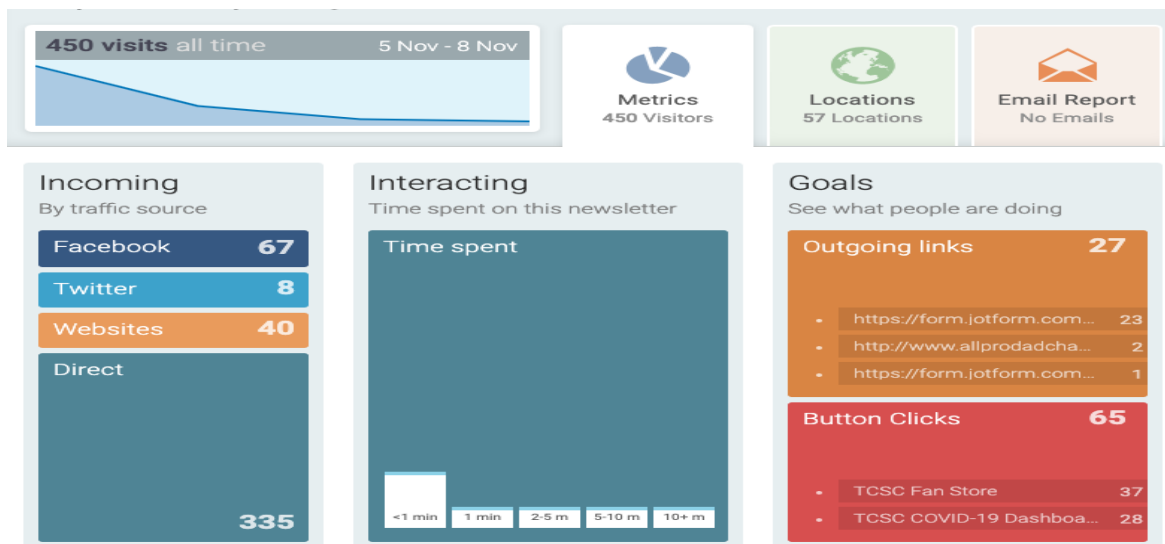 450 visits all time 5 Nov - 8 Nov
Metrics
450 Visitors
Locations
57 Locations
Email Report
No Emails
Incoming
By traffic source
Facebook 67
Twitter 8
Websites 40
Direct
335
Interacting
Time spent on this newsletter
Time spent
<1 min 1 min 2-5 m 5-10 m 10+ m
Goals
See what people are doing
Outgoing links 27
https://form.jotform.com... 23
http://www.allprodadcha... 2
https://form.jotform.com... 1
Button Clicks 65
TCSC Fan Store 37
TCSC COVID-19 Dashboa... 28